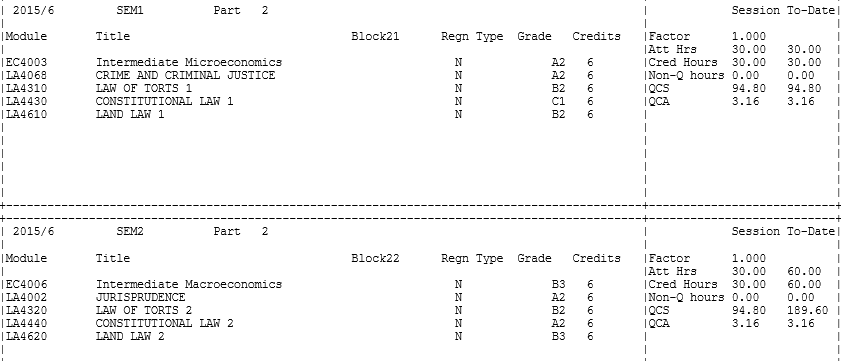 2015/6 SEM1 Part 2 Session To-Date
Module Title Block21 Regn Type Grade Credits Factor 1.000
Att Hrs 30.00 30.00
EC4003 Intermediate Microeconomics N A2 6 Cred Hours 30.00 30.00
LA4068 CRIME AND CRIMINAL JUSTICE N A2 6 Non-Q hours 0.00 0.00
LA4310 LAW OF TORTS 1 N B2 6 QCS 94.80 94.80
LA4430 CONSTITUTIONAL LAW 1 N C1 6 QCA 3.16 3.16
LA4610 LAND LAW 1 N B2 6
2015/6 SEM2 Part 2 Session To-Date
Module Title Block22 Regn Type Grade Credits Factor 1.000
Att Hrs 30.00 60.00
EC4006 Intermediate Macroeconomics N B3 6 Cred Hours 30.00 60.00
LA4002 JURISPRUDENCE N A2 6 Non-Q hours 0.00 0.00
LA4320 LAW OF TORTS 2 N B2 6 QCS 94.80 189.60
LA4440 CONSTITUTIONAL LAW 2 N A2 6 QCA 3.16 3.16
LA4620 LAND LAW 2 N B3 6